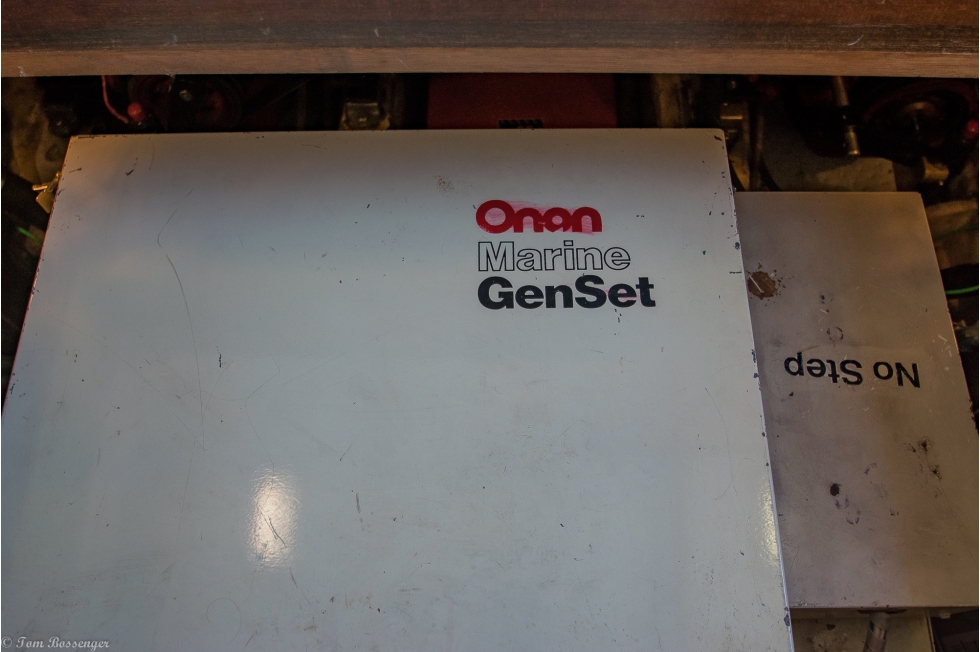 Onan
Marine
GenSet
No Step
© Tom Bossenger